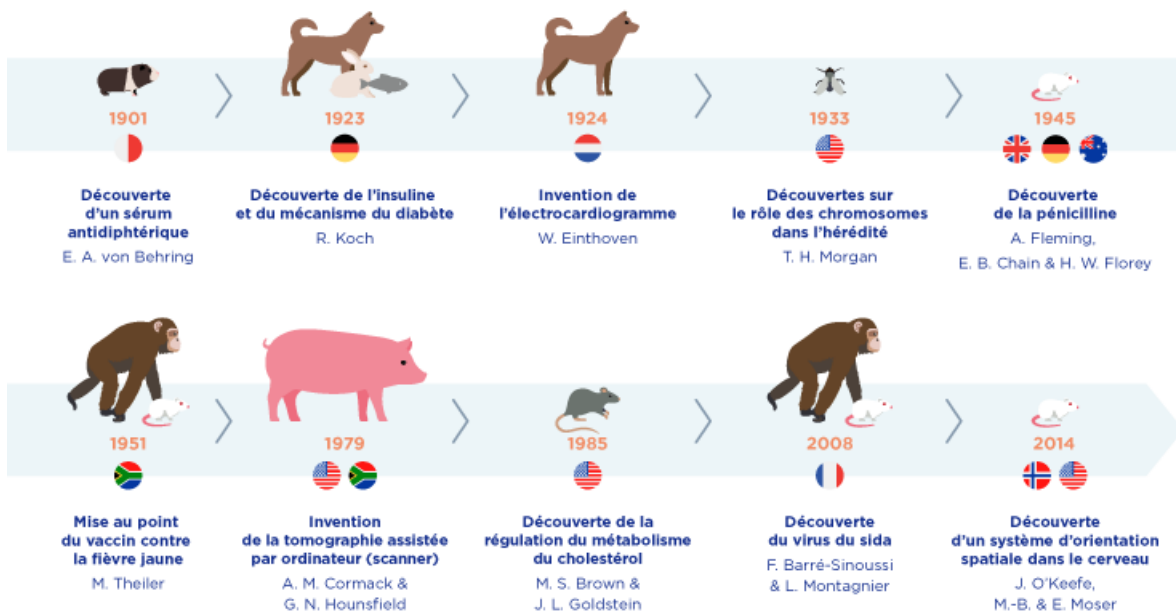 1901
1923
1924
1933
1945
Découverte
d'un sérum
antidiphtérique
E. A. von Behring
Découverte de l'insuline
et du mécanisme du diabète
R. Koch
Invention de
l'électrocardiogramme
W. Einthoven
Découvertes sur
le rôle des chromosomes
dans l'hérédité
T. H. Morgan
Découverte
de la pénicilline
A. Fleming,
E. B. Chain & H. W. Florey
1951
1979
1985
2008
2014
Mise au point
du vaccin contre
la fièvre jaune
M. Theiler
Invention
de la tomographie assistée
par ordinateur (scanner)
A. M. Cormack &
G. N. Hounsfield
Découverte de la
régulation du métabolisme
du cholestérol
M. S. Brown &
J. L. Goldstein
Découverte
du virus du sida
F. Barré-Sinoussi
& L. Montagnier
Découverte
d'un système d'orientation
spatiale dans le cerveau
J. O'Keefe,
M.-B. & E. Moser